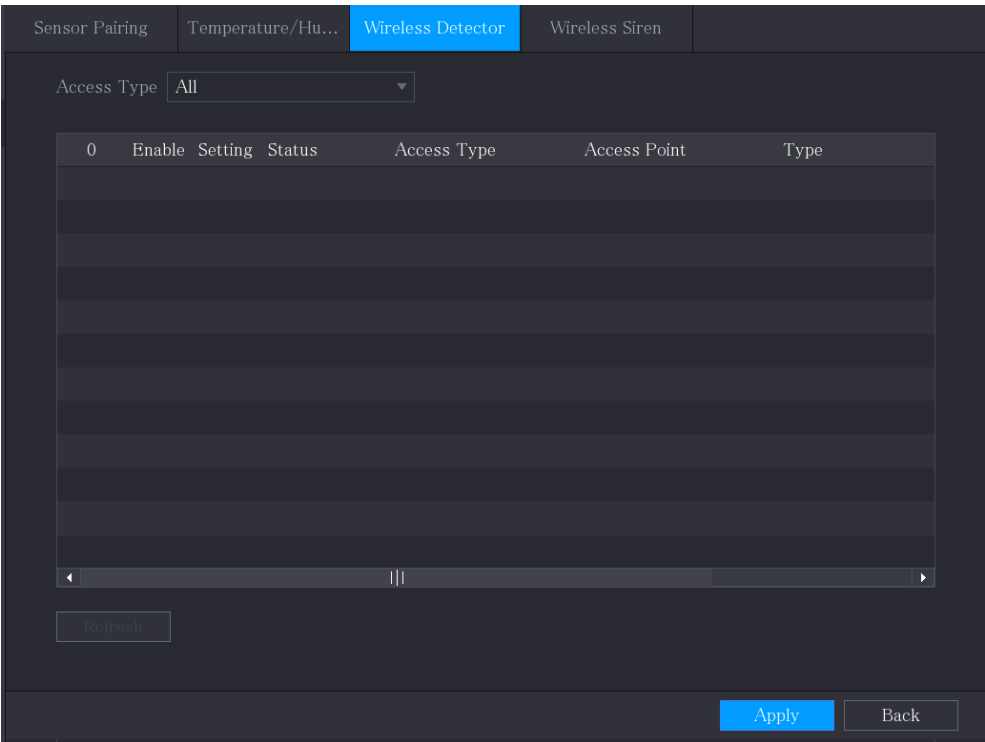 Sensor Pairing Temperature/Hu... Wireless Detector Wireless Siren
Access Type All
0 Enable Setting Status Access Type Access Point Type
Refresh
Apply Back